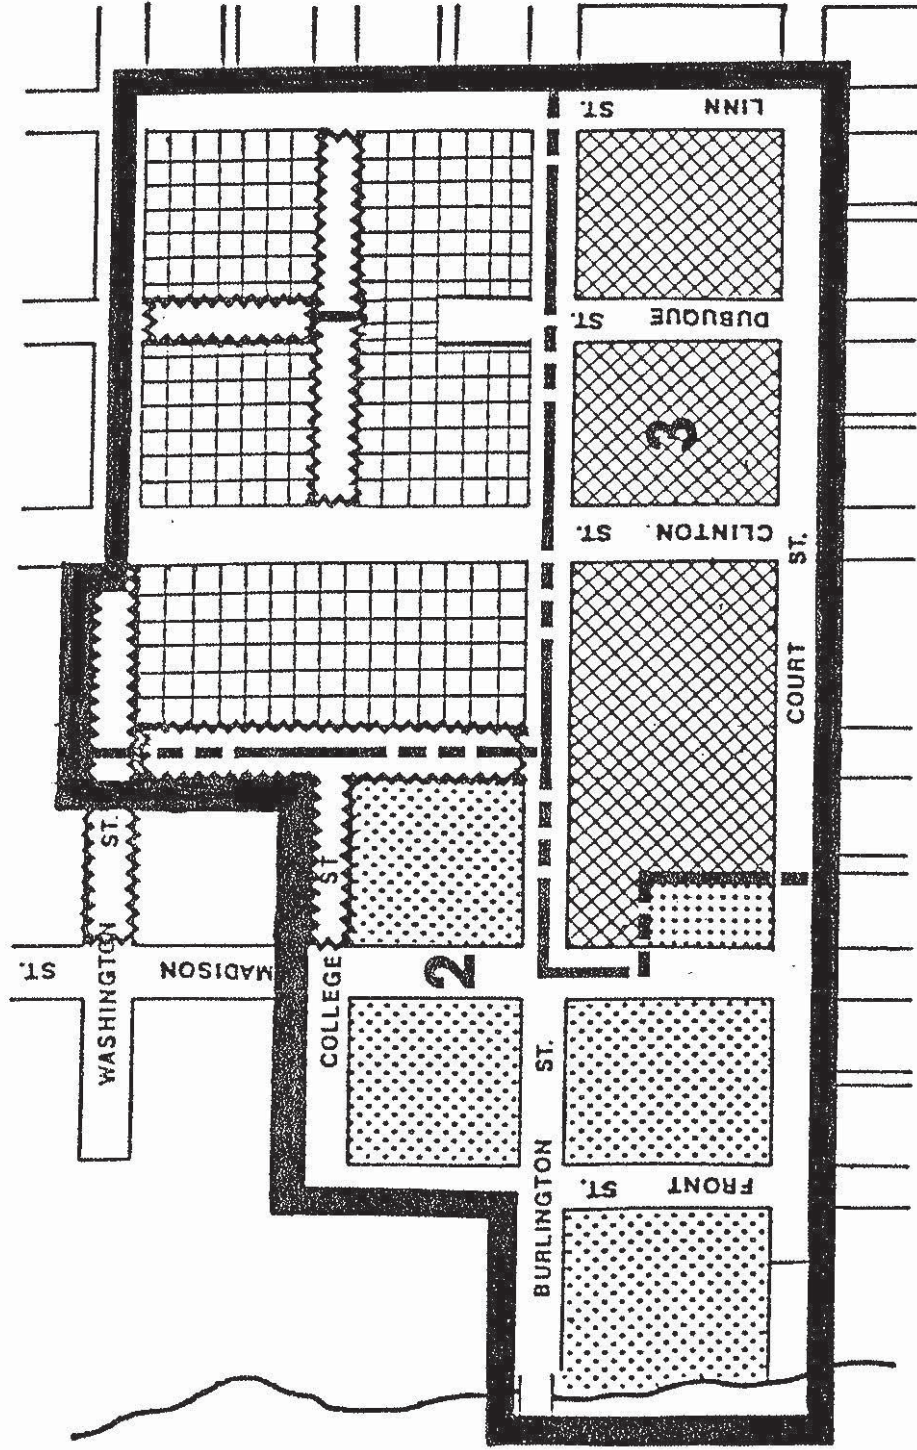 LINN ST.
DUBUQUE ST.
3
CLINTON ST.
COURT ST.
WASHINGTON ST.
MADISON ST.
COLLEGE ST
2
BURLINGTON ST.
FRONT ST.